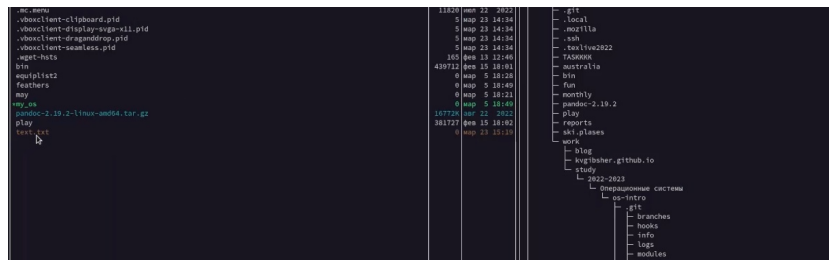 .mc.menu 11820 июл 22 2022
.vboxclient-clipboard.pid 5 мар 23 14:34
.vboxclient-display-svga-x11.pid 5 мар 23 14:34
.vboxclient-draganddrop.pid 5 мар 23 14:34
.vboxclient-seamless.pid 5 мар 23 14:34
.wget-hsts 165 фев 13 12:46
bin 439712 фев 15 18:01
equiplist2 0 мар 5 18:28
feathers 0 мар 5 18:49
may 0 мар 5 18:21
*my_os 0 мар 5 18:49
pandoc-2.19.2-linux-amd64.tar.gz 16772K авг 22 2022
play 381727 фев 15 18:02
text.txt 0 мар 23 15:19
.git
.local
.mozilla
.ssh
.texlive2022
TASKKKK
australia
bin
fun
monthly
pandoc-2.19.2
play
reports
ski.plases
work
blog
kvgibsher.github.io
study
2022-2023
Операционные системы
os-intro
.git
branches
hooks
info
logs
modules